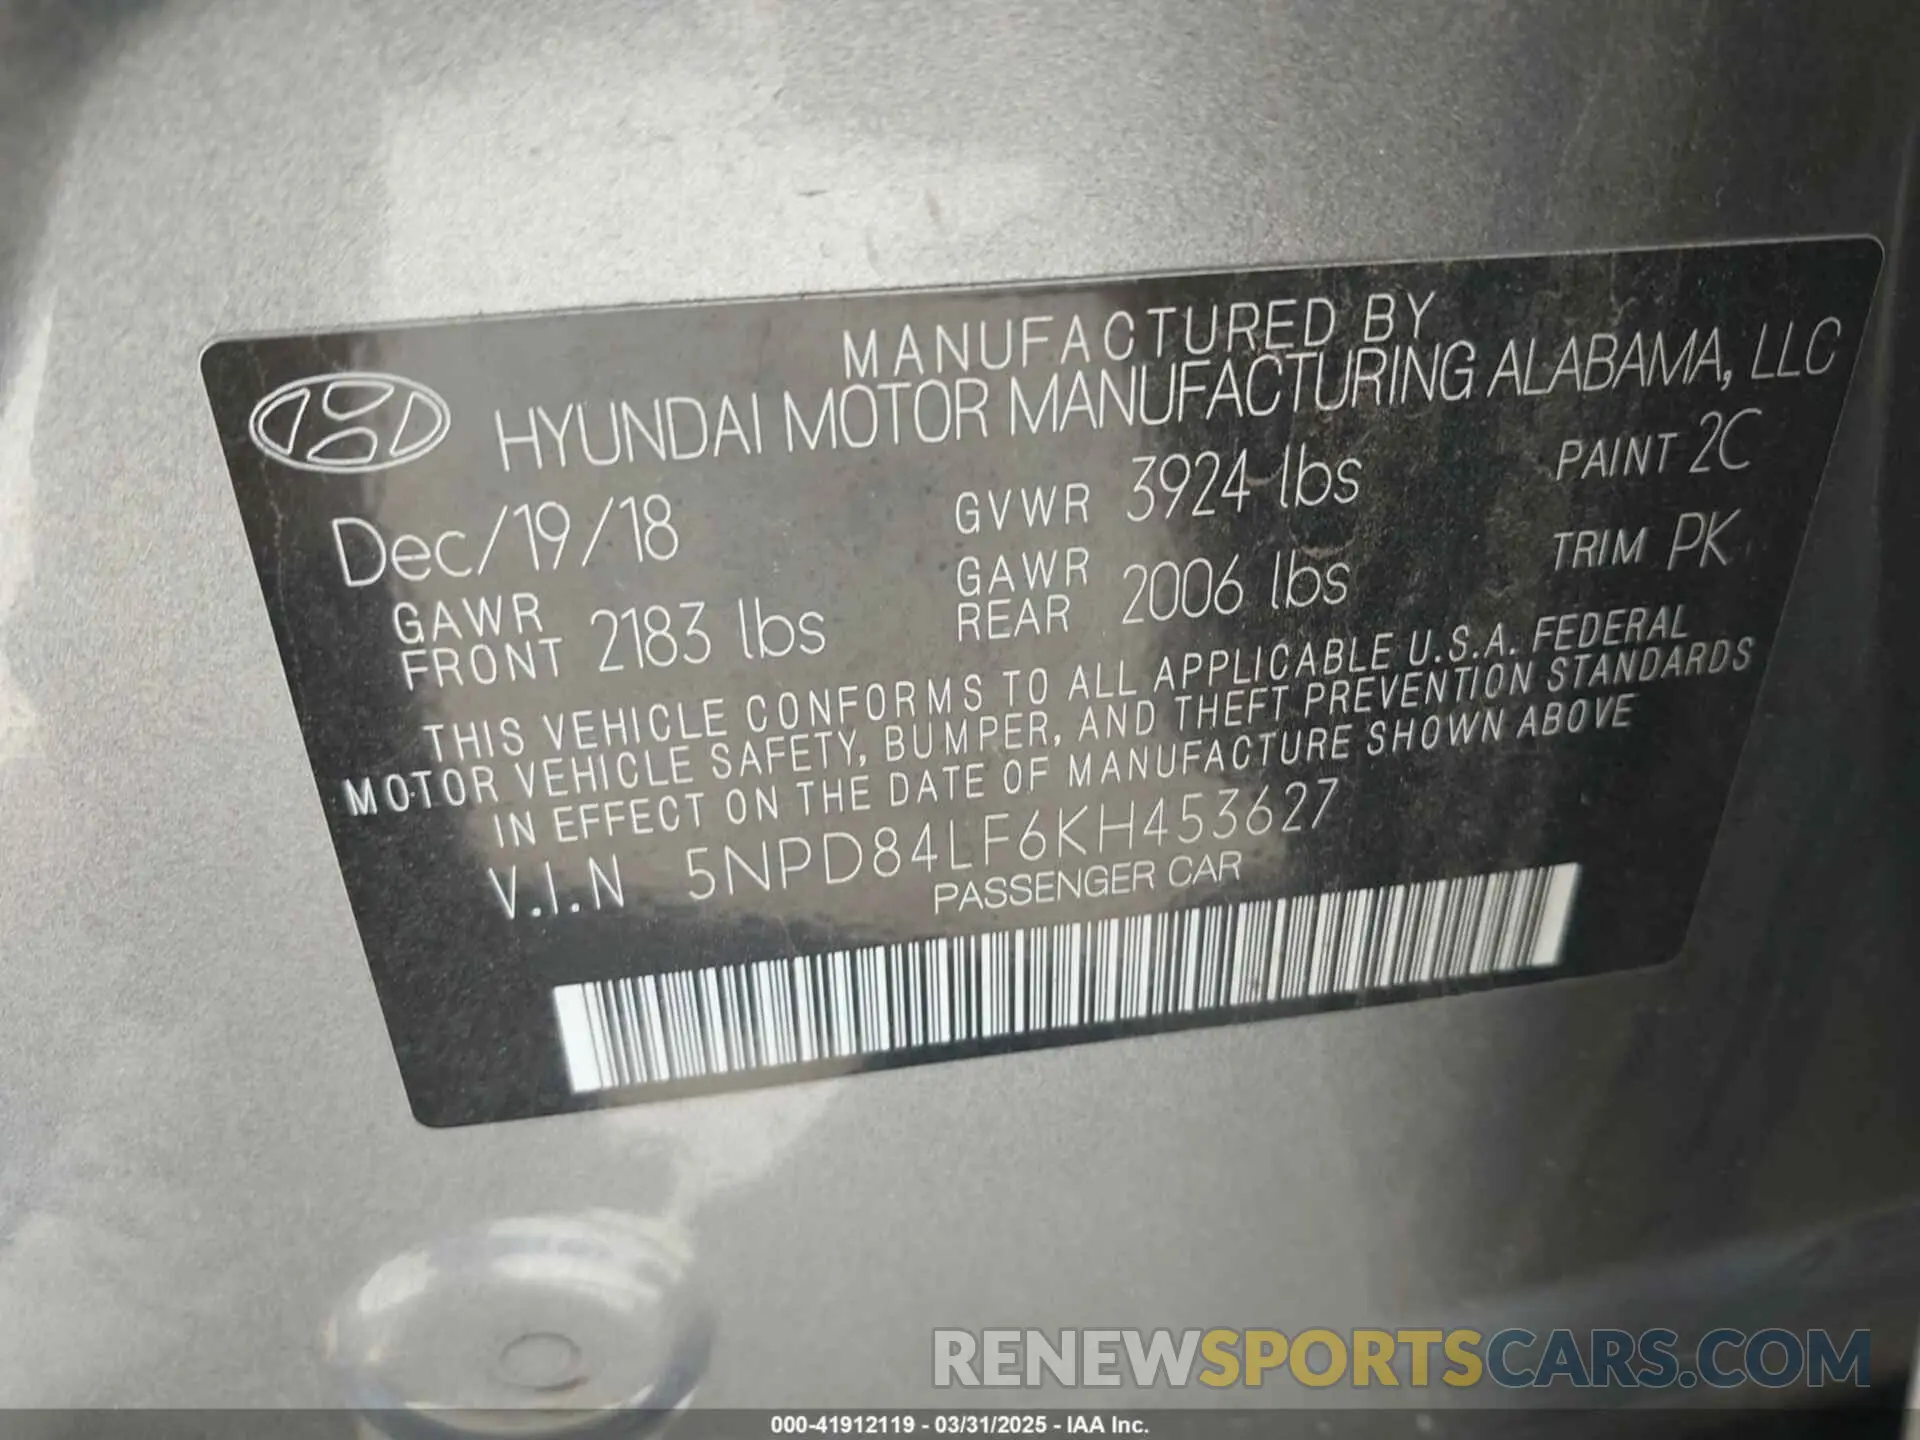 MANUFACTURED BY
HYUNDAI MOTOR MANUFACTURING ALABAMA, LLC
Dec/19/18
GVWR 3924 lbs
PAINT 2C
GAWR FRONT 2183 lbs
GAWR REAR 2006 lbs
TRIM PK
THIS VEHICLE CONFORMS TO ALL APPLICABLE U.S.A. FEDERAL
MOTOR VEHICLE SAFETY, BUMPER, AND THEFT PREVENTION STANDARDS
IN EFFECT ON THE DATE OF MANUFACTURE SHOWN ABOVE
V.I.N 5NPD84LF6KH453627
PASSENGER CAR
RENEWSPORTSCARS.COM
000-41912119 - 03/31/2025 - IAA Inc.